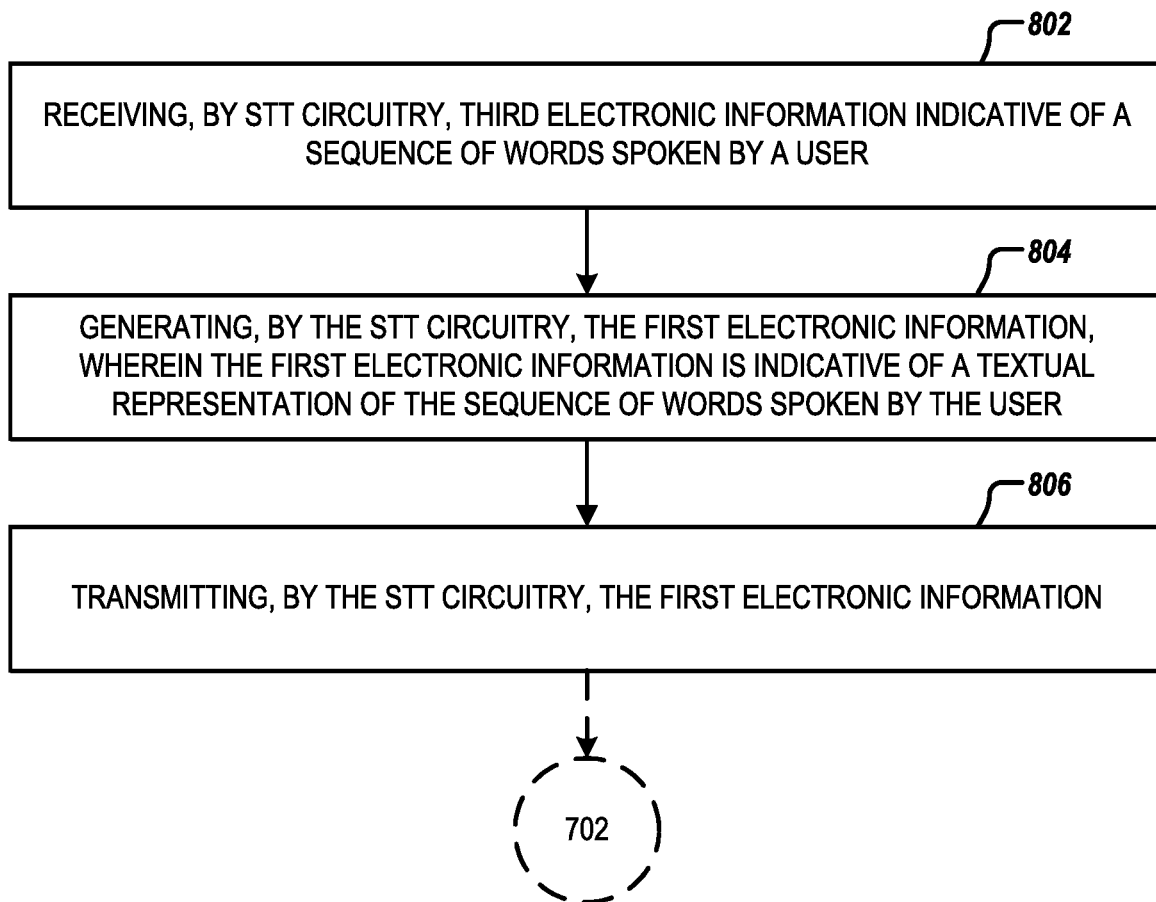 802
RECEIVING, BY STT CIRCUITRY, THIRD ELECTRONIC INFORMATION INDICATIVE OF A
SEQUENCE OF WORDS SPOKEN BY A USER
804
GENERATING, BY THE STT CIRCUITRY, THE FIRST ELECTRONIC INFORMATION,
WHEREIN THE FIRST ELECTRONIC INFORMATION IS INDICATIVE OF A TEXTUAL
REPRESENTATION OF THE SEQUENCE OF WORDS SPOKEN BY THE USER
806
TRANSMITTING, BY THE STT CIRCUITRY, THE FIRST ELECTRONIC INFORMATION
702